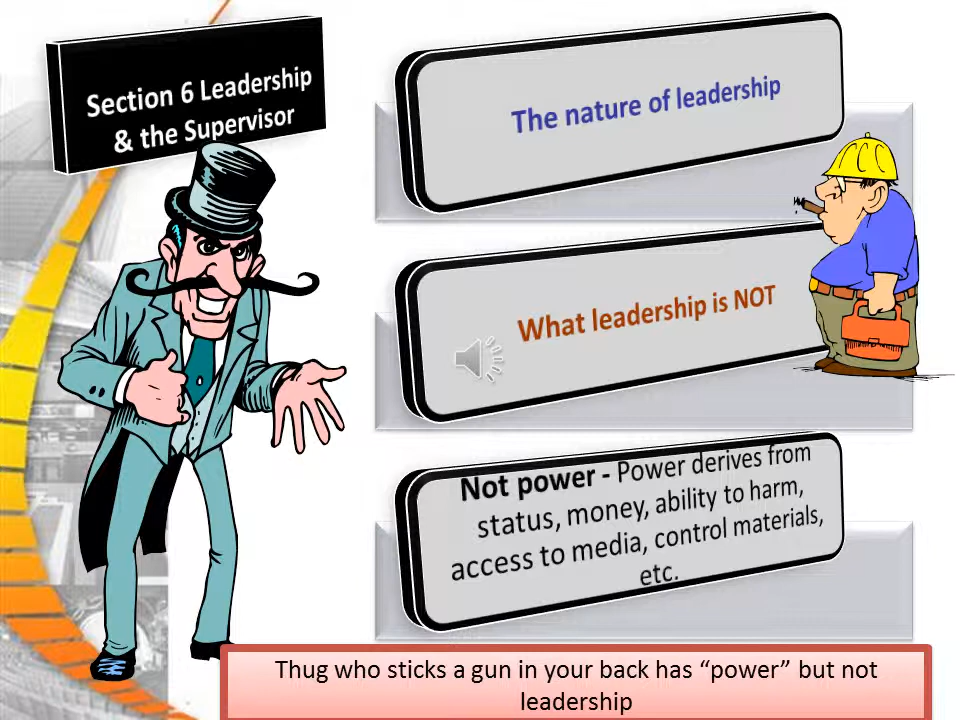 Section 6 Leadership
& the Supervisor
The nature of leadership
What leadership is NOT
Not power - Power derives from
status, money, ability to harm,
access to media, control materials,
etc.
Thug who sticks a gun in your back has “power” but not
leadership